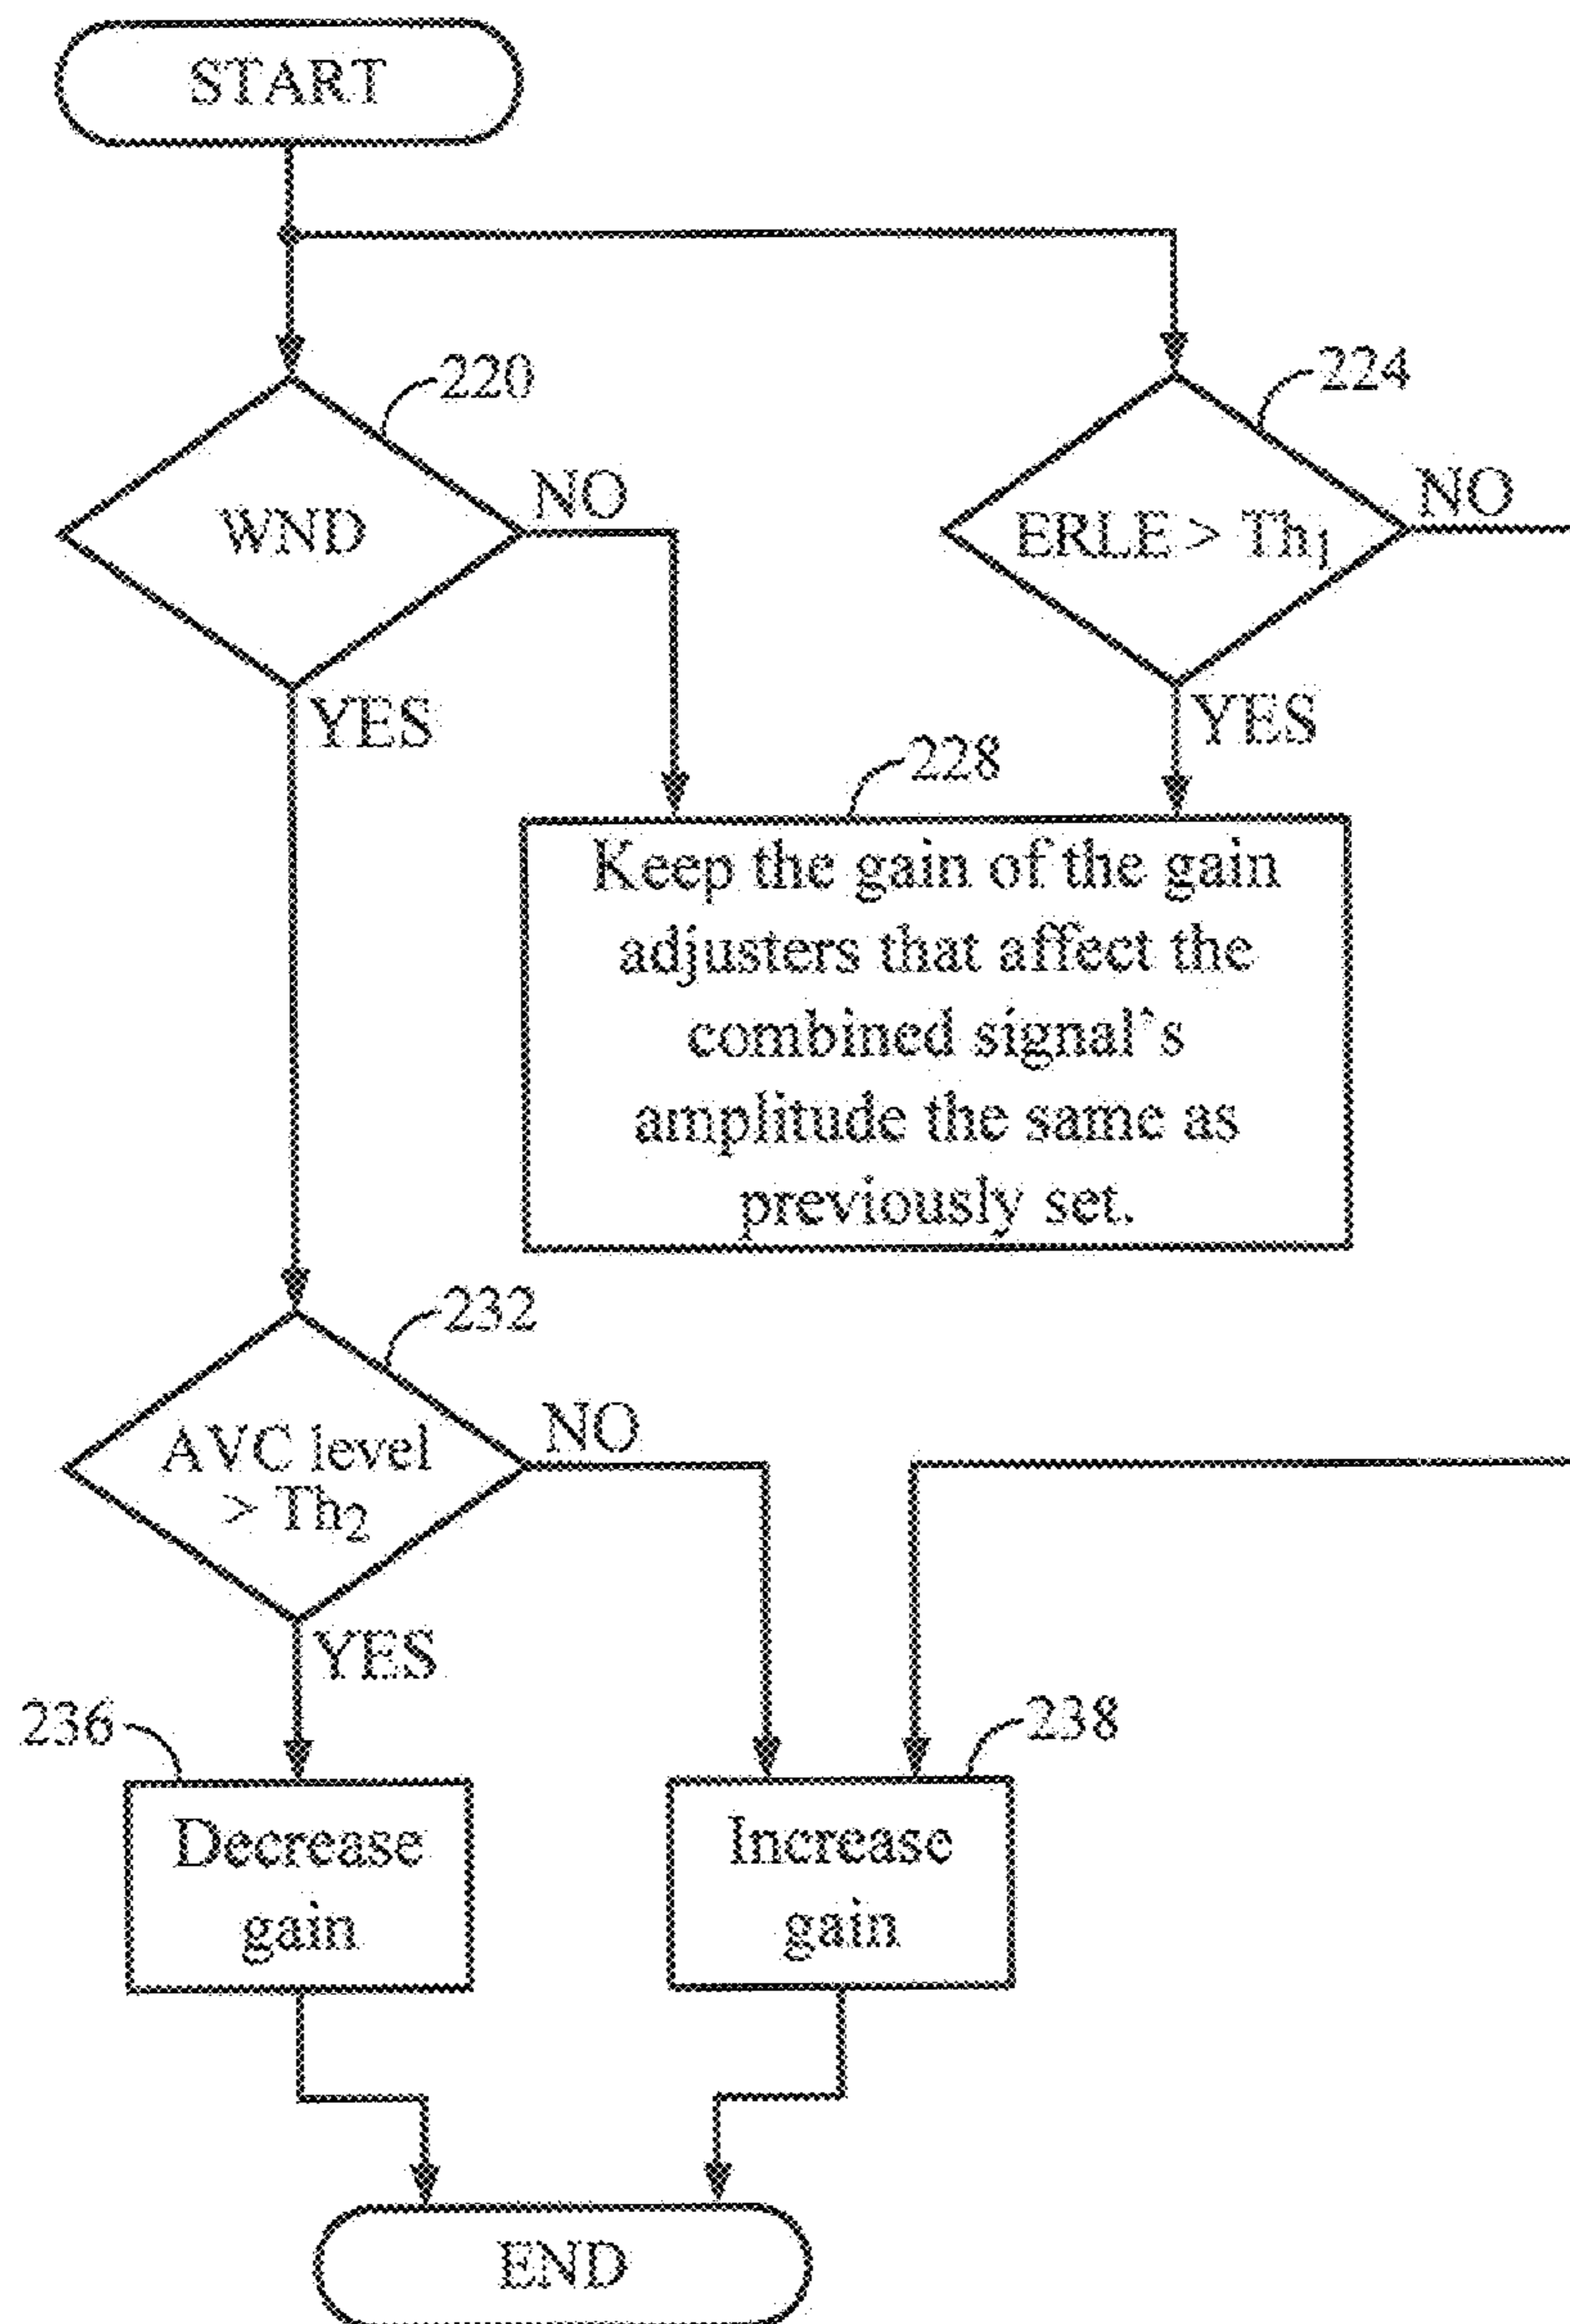 START
220
224
WND
NO
ERLE > Th1
NO
YES
YES
228
Keep the gain of the gain
adjusters that affect the
combined signal's
amplitude the same as
previously set.
232
AVC level
> Th2
NO
YES
236
238
Decrease
gain
Increase
gain
END